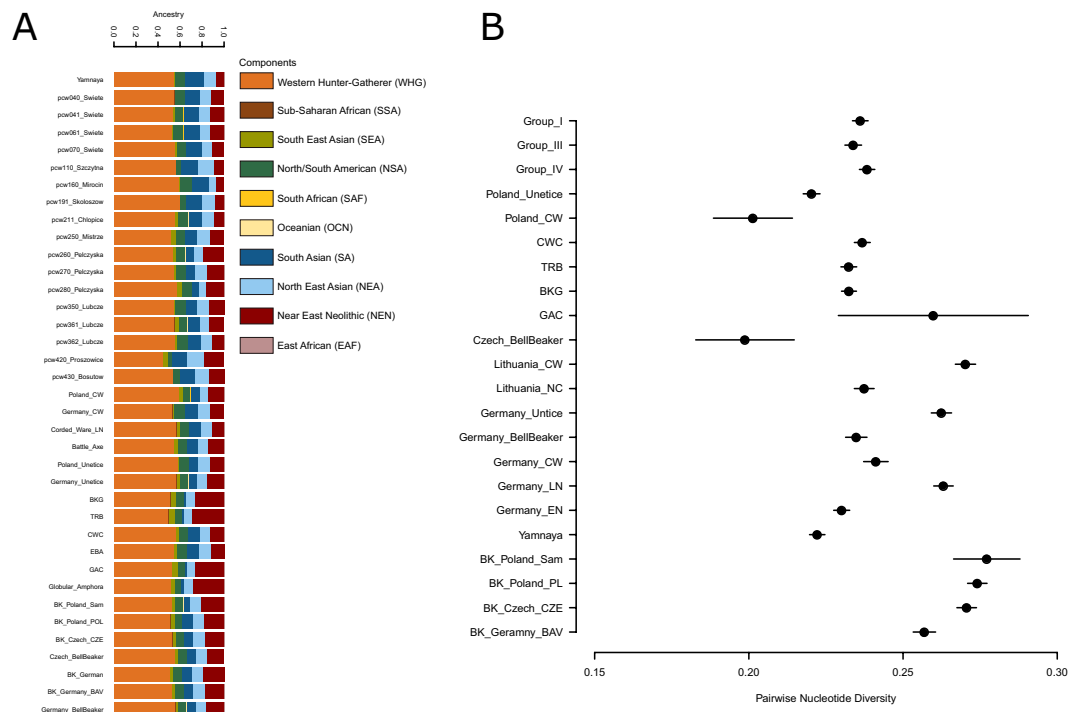 A
Ancestry
0.0 0.2 0.4 0.6 0.8 1.0
Yamnaya
pcw040_Swiete
pcw041_Swiete
pcw061_Swiete
pcw070_Swiete
pcw110_Szczytna
pcw160_Mirocin
pcw191_Skoloszow
pcw211_Chlopice
pcw250_Mistrze
pcw260_Pelczyska
pcw270_Pelczyska
pcw280_Pelczyska
pcw350_Lubcze
pcw361_Lubcze
pcw362_Lubcze
pcw420_Proszowice
pcw430_Bosutow
Poland_CW
Germany_CW
Corded_Ware_LN
Battle_Axe
Poland_Unetice
Germany_Unetice
BKG
TRB
CWC
EBA
GAC
Globular_Amphora
BK_Poland_Sam
BK_Poland_POL
BK_Czech_CZE
Czech_BellBeaker
BK_German
BK_Germany_BAV
Germany_BellBeaker
Components
Western Hunter-Gatherer (WHG)
Sub-Saharan African (SSA)
South East Asian (SEA)
North/South American (NSA)
South African (SAF)
Oceanian (OCN)
South Asian (SA)
North East Asian (NEA)
Near East Neolithic (NEN)
East African (EAF)
B
Group_I
Group_III
Group_IV
Poland_Unetice
Poland_CW
CWC
TRB
BKG
GAC
Czech_BellBeaker
Lithuania_CW
Lithuania_NC
Germany_Untice
Germany_BellBeaker
Germany_CW
Germany_LN
Germany_EN
Yamnaya
BK_Poland_Sam
BK_Poland_PL
BK_Czech_CZE
BK_Geramny_BAV
0.15 0.20 0.25 0.30
Pairwise Nucleotide Diversity